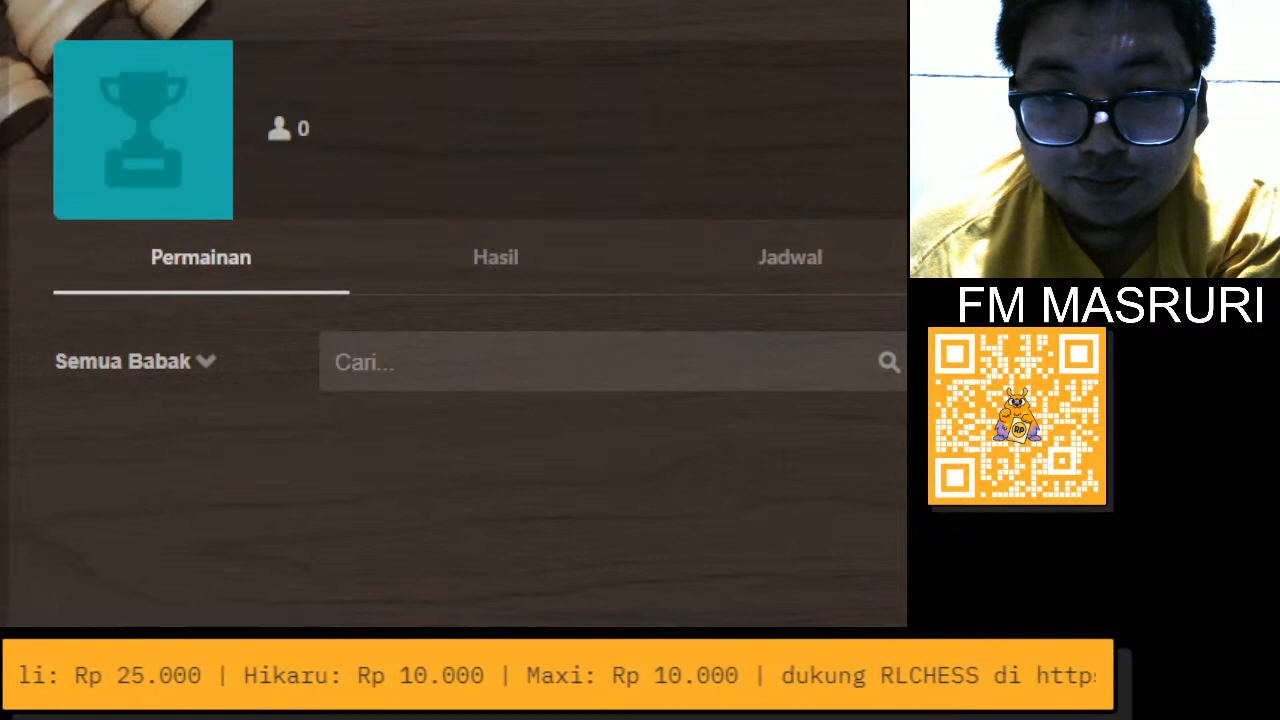 0
Permainan Hasil Jadwal
Semua Babak Cari...
FM MASRURI
RP
li: Rp 25.000 | Hikaru: Rp 10.000 | Maxi: Rp 10.000 | dukung RLCHESS di http